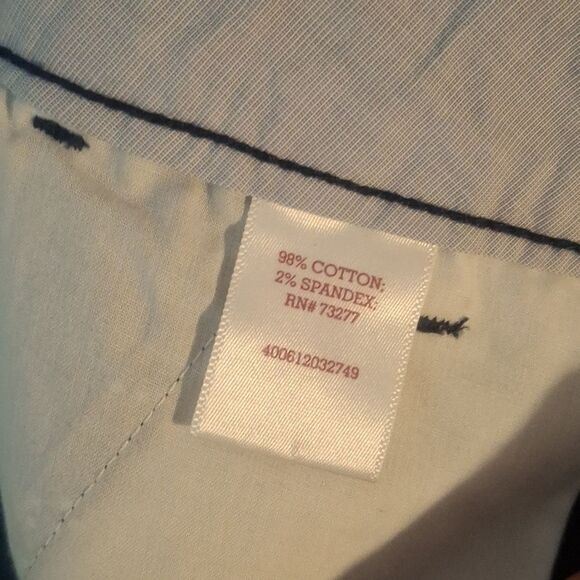 98% COTTON;
2% SPANDEX;
RN# 73277
400612032749